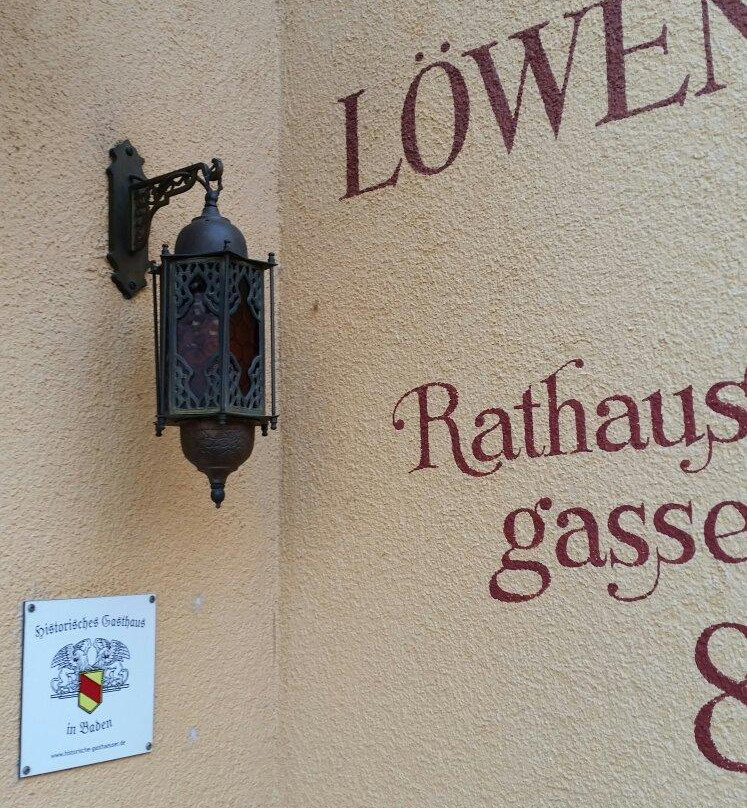 LÖWEN
Rathaus
gasse
8
Historisches Gasthaus
in Baden
www.historische-gasthaeuser.de